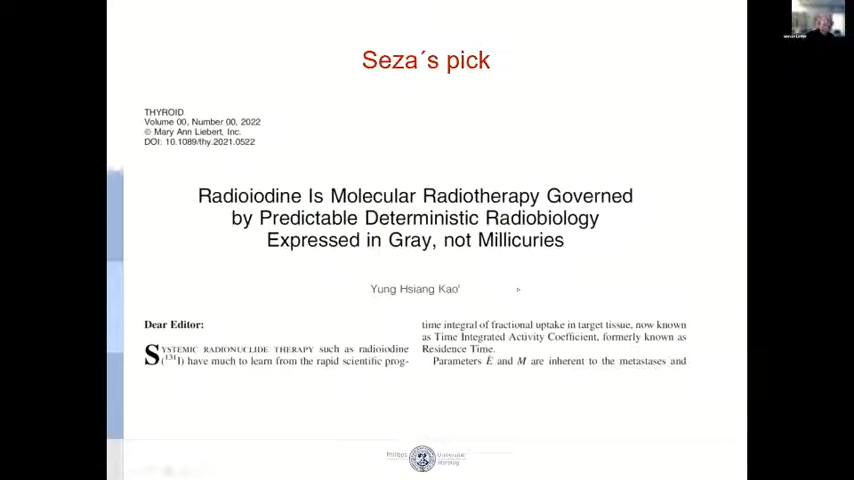 Seza´s pick
THYROID
Volume 00, Number 00, 2022
© Mary Ann Liebert, Inc.
DOI: 10.1089/thy.2021.0522
Radioiodine Is Molecular Radiotherapy Governed
by Predictable Deterministic Radiobiology
Expressed in Gray, not Millicuries
Yung Hsiang Kao¹
Dear Editor:
SYSTEMIC RADIONUCLIDE THERAPY such as radioiodine
(¹³¹I) have much to learn from the rapid scientific prog-
time integral of fractional uptake in target tissue, now known
as Time Integrated Activity Coefficient, formerly known as
Residence Time.
Parameters Ē and M are inherent to the metastases and
Philipps Universität
Marburg